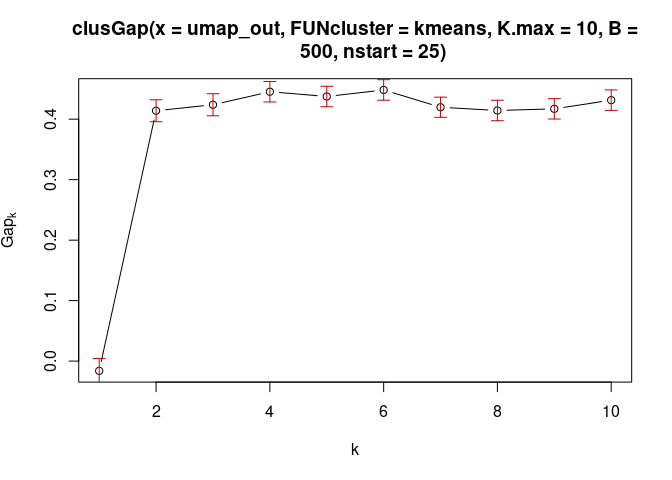 clusGap(x = umap_out, FUNcluster = kmeans, K.max = 10, B =
500, nstart = 25)
Gapk
0.4
0.3
0.2
0.1
0.0
2 4 6 8 10
k